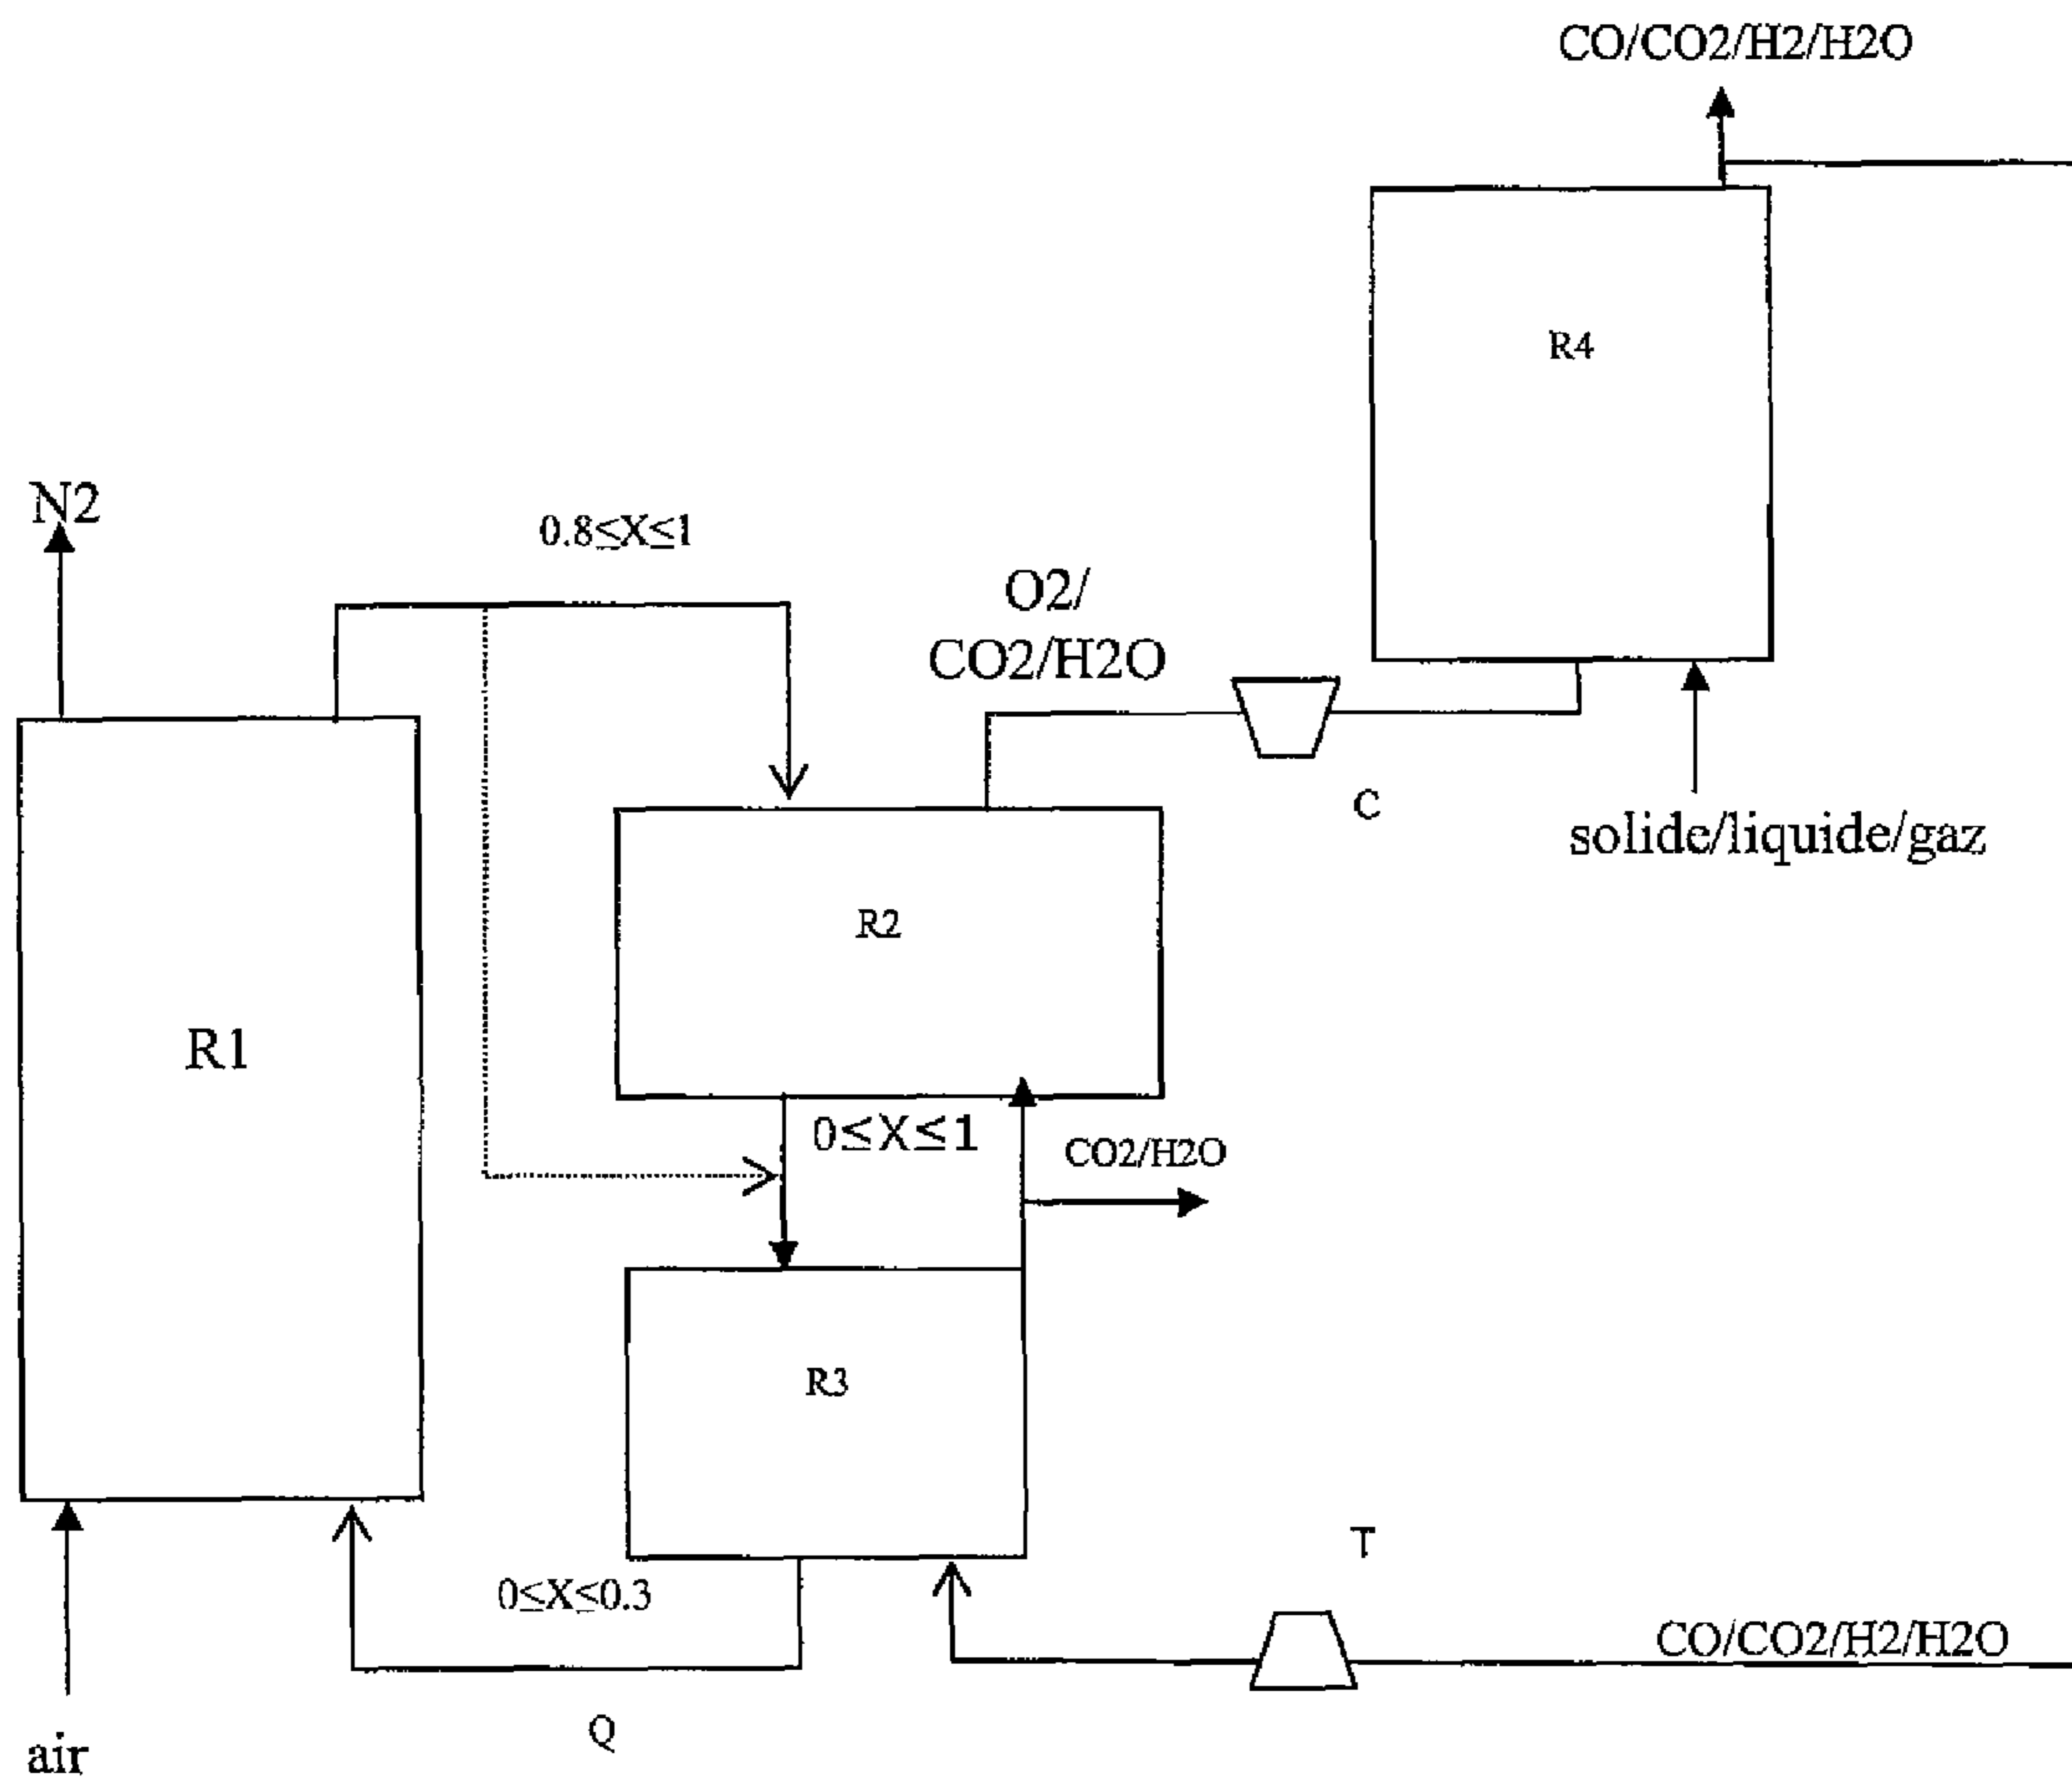 CO/CO2/H2/H2O
R4
N2
0.8≤X≤1
O2/
CO2/H2O
C
solide/liquide/gaz
R2
R1
0≤X≤1
CO2/H2O
R3
T
0≤X≤0.3
CO/CO2/H2/H2O
Q
air